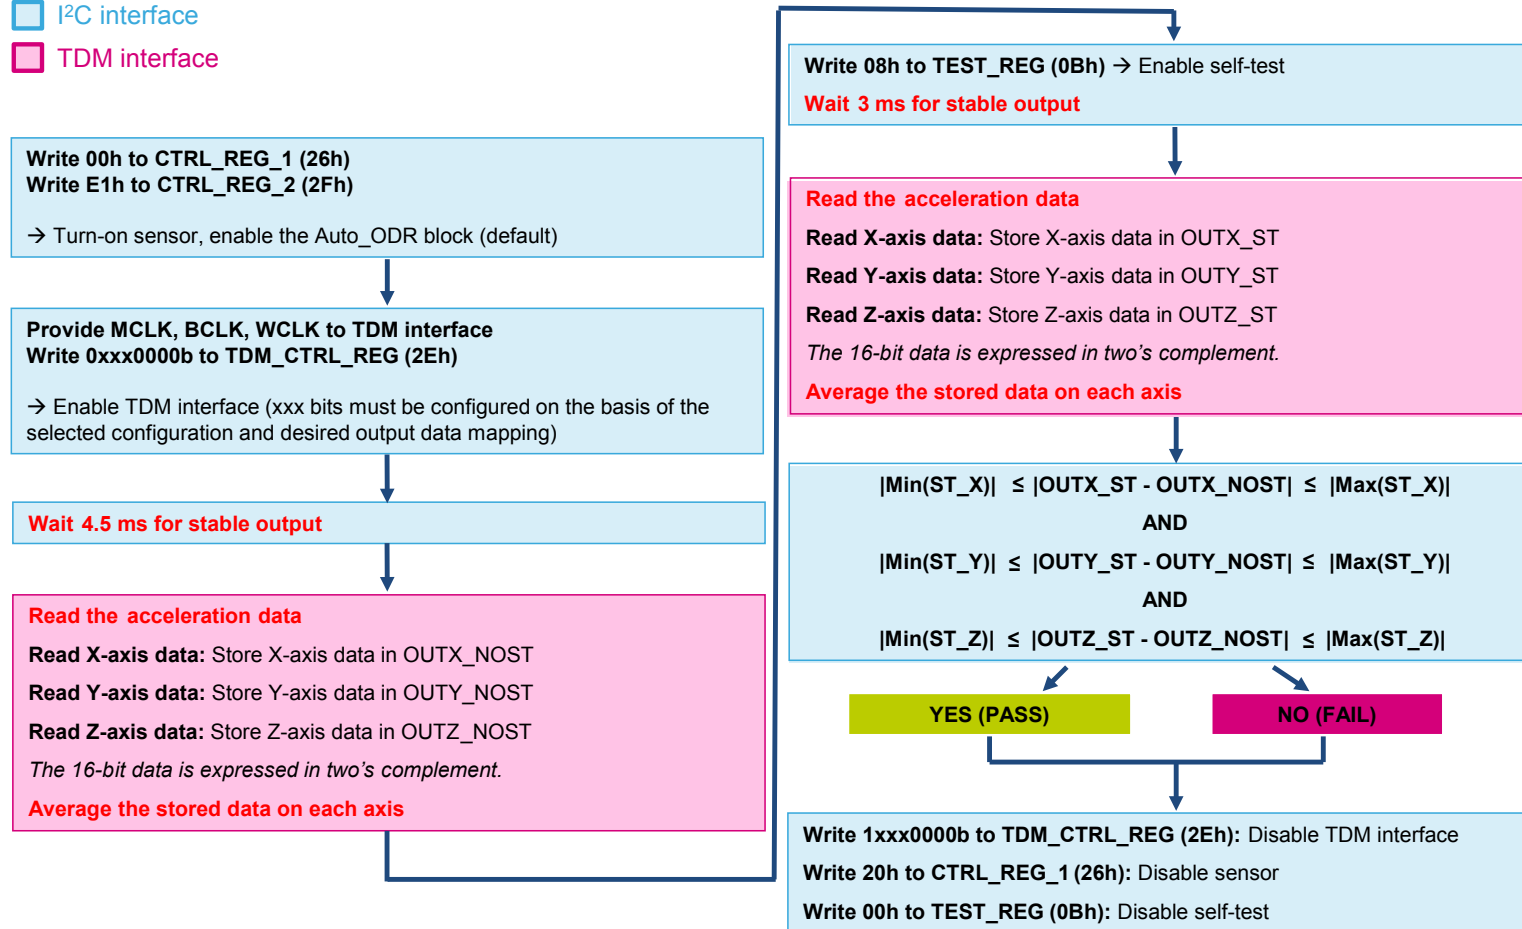 I²C interface
TDM interface
Write 00h to CTRL_REG_1 (26h)
Write E1h to CTRL_REG_2 (2Fh)
→ Turn-on sensor, enable the Auto_ODR block (default)
Provide MCLK, BCLK, WCLK to TDM interface
Write 0xxx0000b to TDM_CTRL_REG (2Eh)
→ Enable TDM interface (xxx bits must be configured on the basis of the
selected configuration and desired output data mapping)
Wait 4.5 ms for stable output
Read the acceleration data
Read X-axis data: Store X-axis data in OUTX_NOST
Read Y-axis data: Store Y-axis data in OUTY_NOST
Read Z-axis data: Store Z-axis data in OUTZ_NOST
The 16-bit data is expressed in two's complement.
Average the stored data on each axis
Write 08h to TEST_REG (0Bh) → Enable self-test
Wait 3 ms for stable output
Read the acceleration data
Read X-axis data: Store X-axis data in OUTX_ST
Read Y-axis data: Store Y-axis data in OUTY_ST
Read Z-axis data: Store Z-axis data in OUTZ_ST
The 16-bit data is expressed in two's complement.
Average the stored data on each axis
|Min(ST_X)| ≤ |OUTX_ST - OUTX_NOST| ≤ |Max(ST_X)|
AND
|Min(ST_Y)| ≤ |OUTY_ST - OUTY_NOST| ≤ |Max(ST_Y)|
AND
|Min(ST_Z)| ≤ |OUTZ_ST - OUTZ_NOST| ≤ |Max(ST_Z)|
YES (PASS)
NO (FAIL)
Write 1xxx0000b to TDM_CTRL_REG (2Eh): Disable TDM interface
Write 20h to CTRL_REG_1 (26h): Disable sensor
Write 00h to TEST_REG (0Bh): Disable self-test